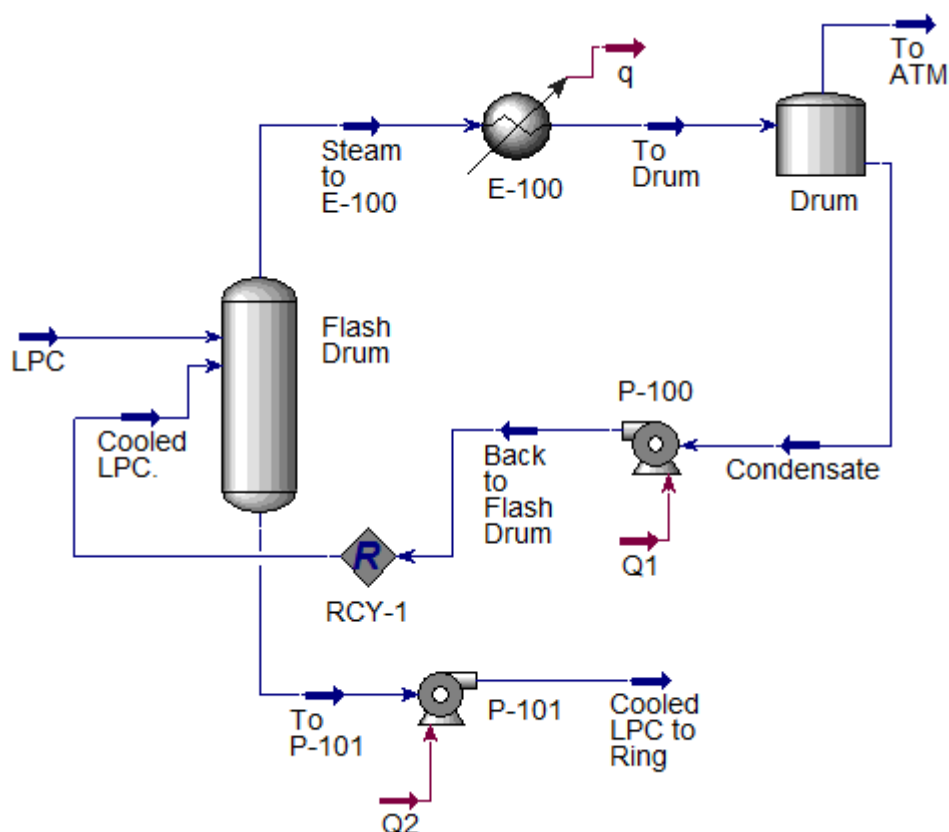 To
ATM
q
Steam
to
E-100
E-100
To
Drum
Drum
LPC
Flash
Drum
Cooled
LPC.
P-100
Back
to
Flash
Drum
Condensate
Q1
R
RCY-1
To
P-101
P-101
Cooled
LPC to
Ring
Q2